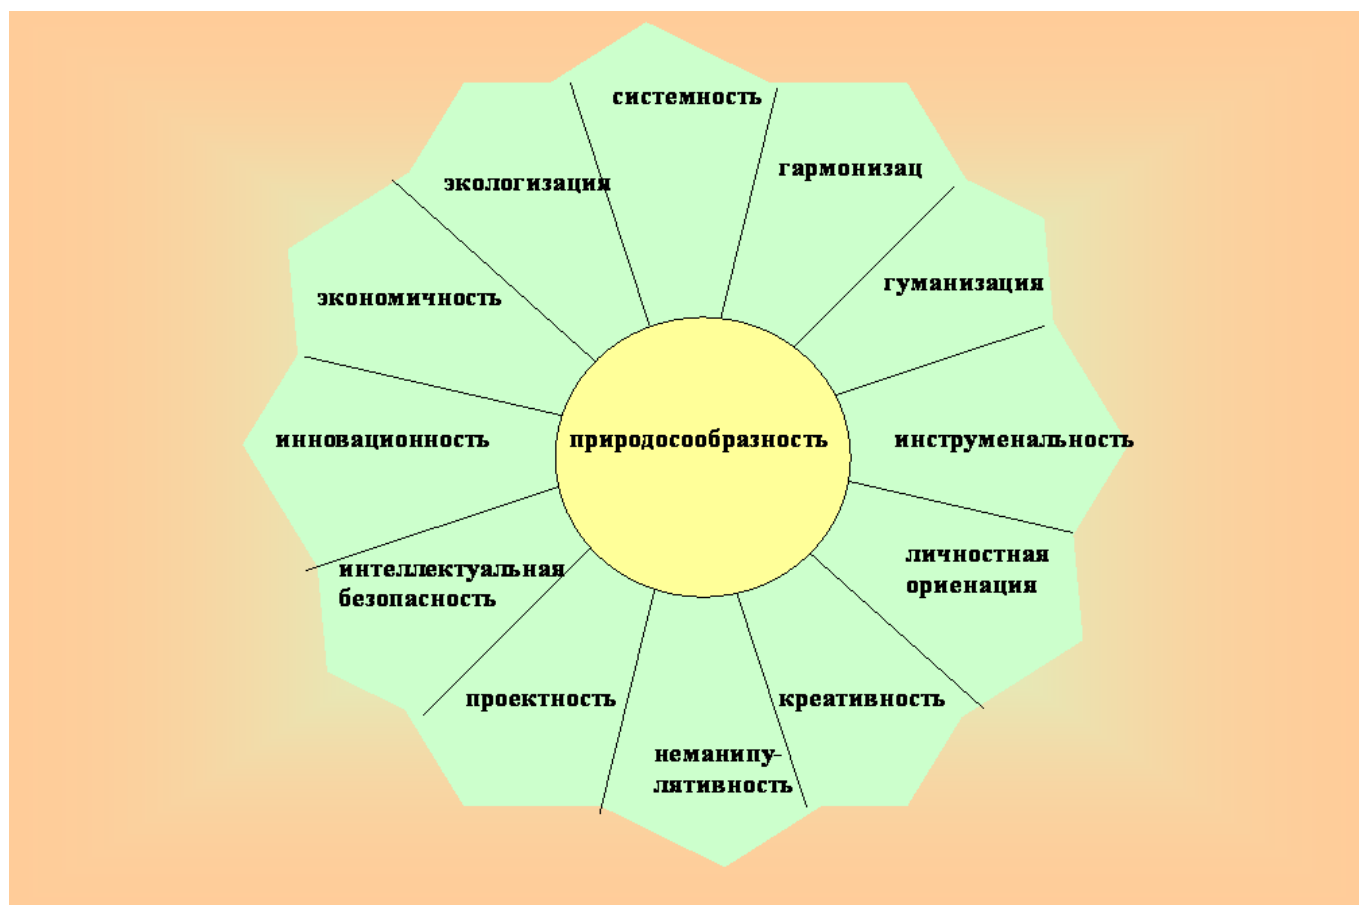 системность
гармонизац
экологизация
гуманизация
экономичность
инновационность
природосообразность
инструменальность
личностная
ориенация
интеллектуальная
безопасность
проектность
креативность
неманипу-
лятивность